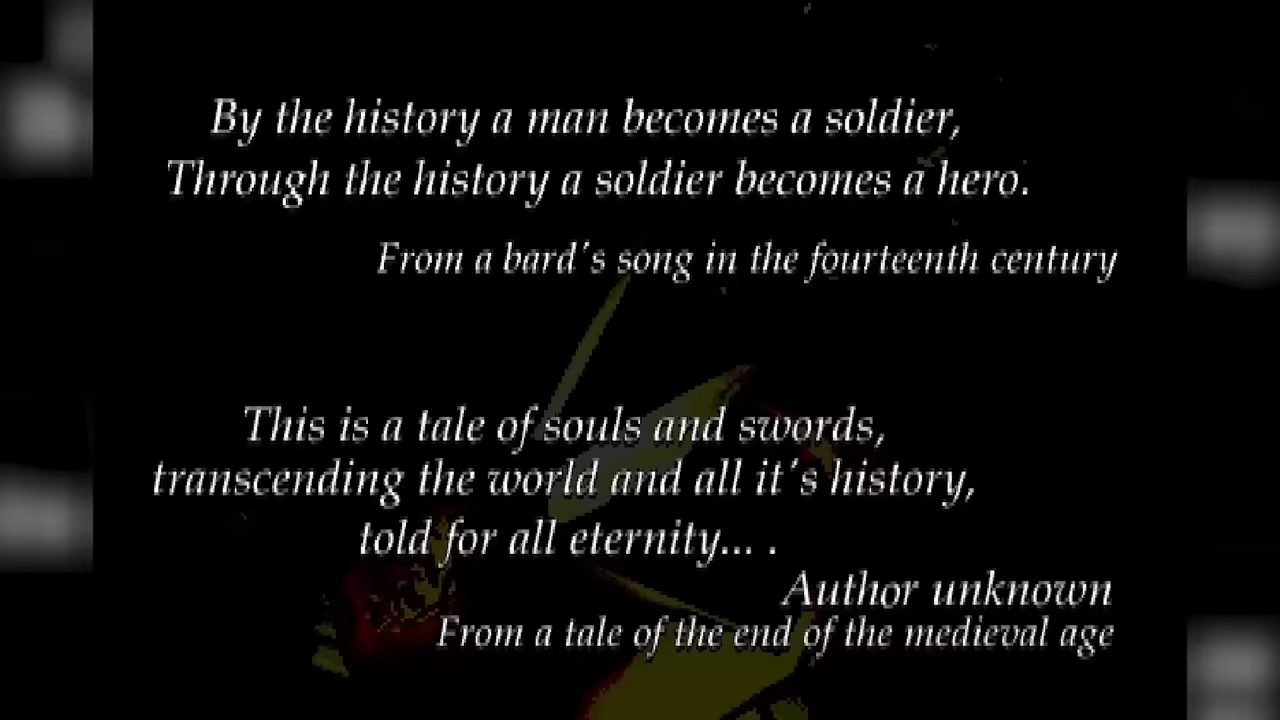 By the history a man becomes a soldier,
Through the history a soldier becomes a hero.
From a bard's song in the fourteenth century
This is a tale of souls and swords,
transcending the world and all it's history,
told for all eternity... .
Author unknown
From a tale of the end of the medieval age